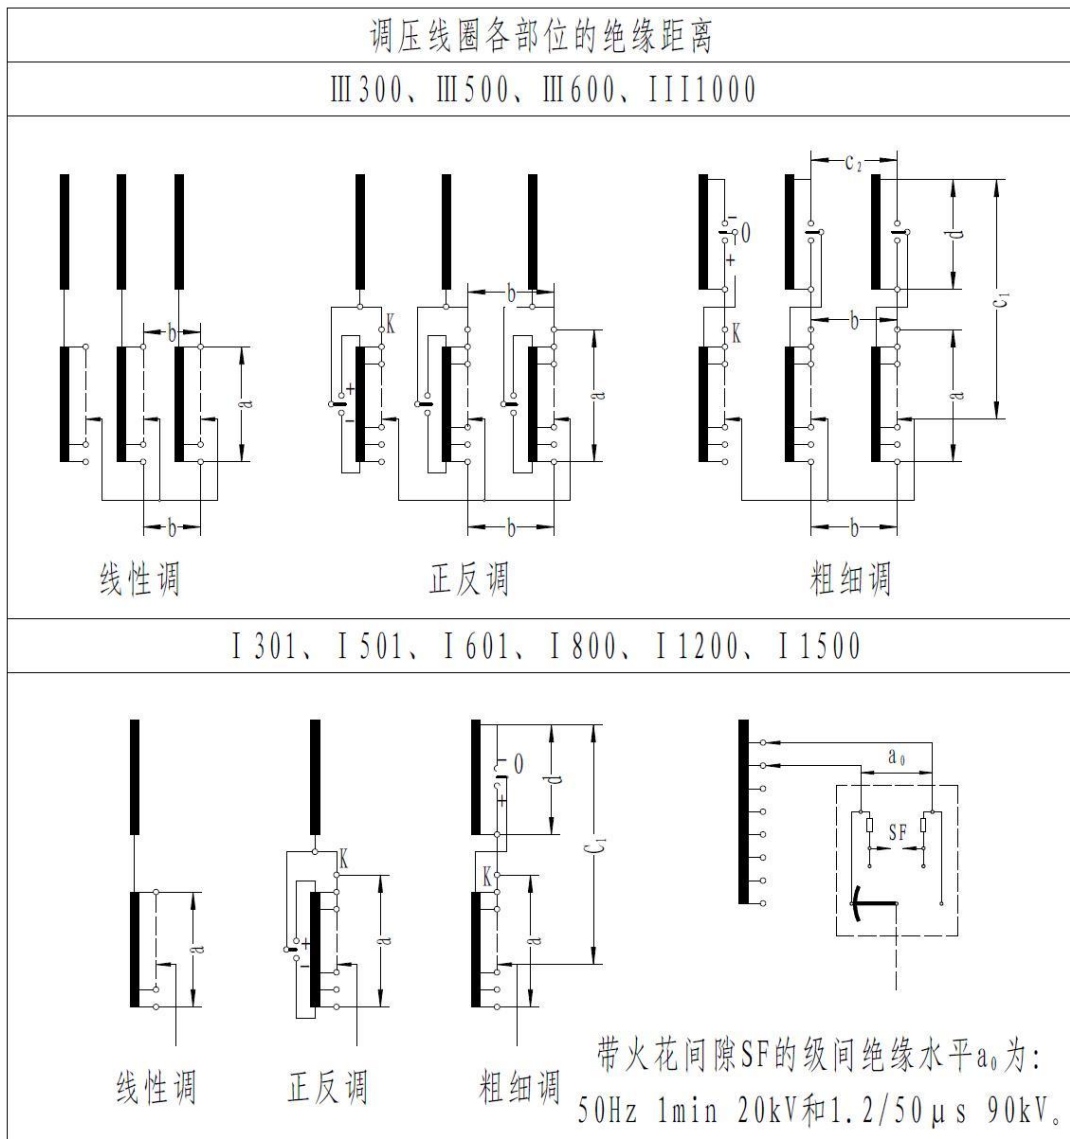 调压线圈各部位的绝缘距离
Ⅲ300、Ⅲ500、Ⅲ600、III1000
c₂
- 0
+
d
c₁
b
b
b
K
K
a
+
-
a
a
b
b
b
线性调
正反调
粗细调
I301、I501、I601、I800、I1200、I1500
- 0
+
d
C₁
a₀
SF
K
K
a
+
-
a
a
线性调
正反调
粗细调
带火花间隙SF的级间绝缘水平a₀为:
50Hz 1min 20kV和1.2/50μs 90kV。